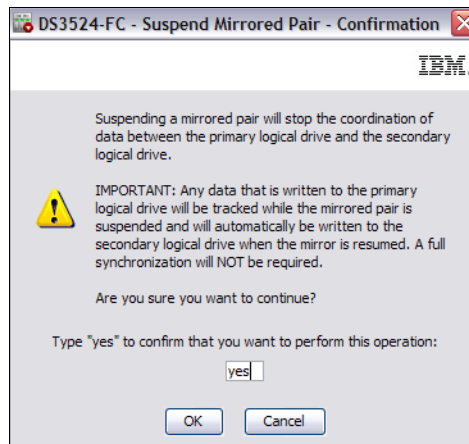 DS3524-FC - Suspend Mirrored Pair - Confirmation
IBM.
Suspending a mirrored pair will stop the coordination of
data between the primary logical drive and the secondary
logical drive.
IMPORTANT: Any data that is written to the primary
logical drive will be tracked while the mirrored pair is
suspended and will automatically be written to the
secondary logical drive when the mirror is resumed. A full
synchronization will NOT be required.
Are you sure you want to continue?
Type "yes" to confirm that you want to perform this operation:
yes
OK Cancel